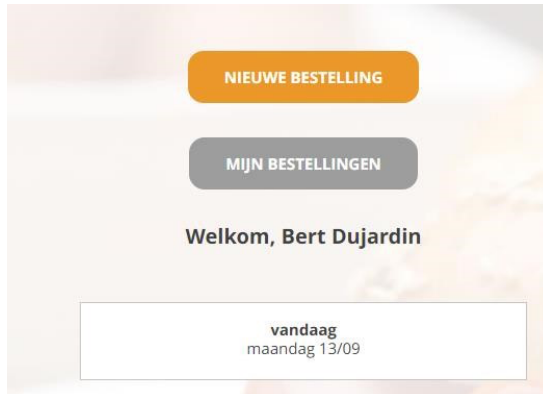 NIEUWE BESTELLING
MIJN BESTELLINGEN
Welkom, Bert Dujardin
vandaag
maandag 13/09